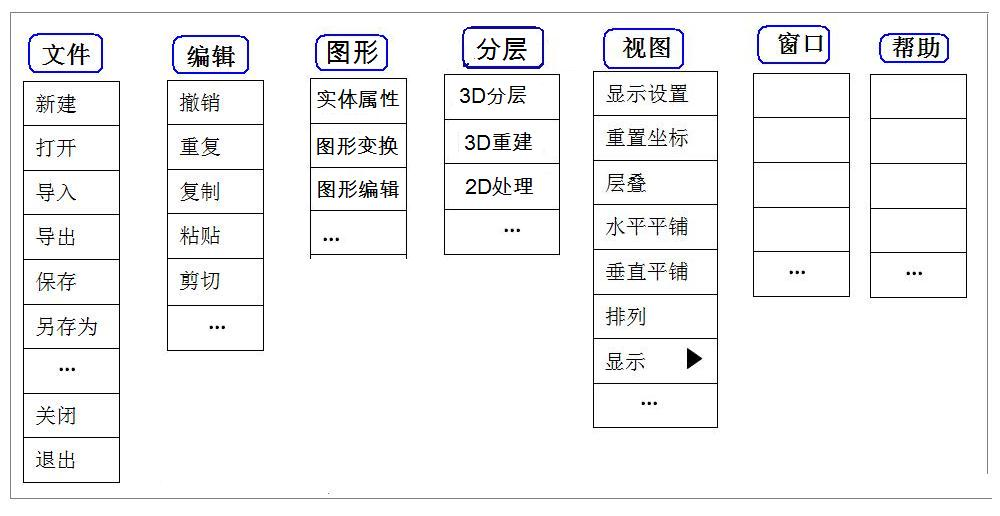 文件
新建
打开
导入
导出
保存
另存为
...
关闭
退出
编辑
撤销
重复
复制
粘贴
剪切
...
图形
实体属性
图形变换
图形编辑
...
分层
3D分层
3D重建
2D处理
...
视图
显示设置
重置坐标
层叠
水平平铺
垂直平铺
排列
显示
...
窗口
...
帮助
...